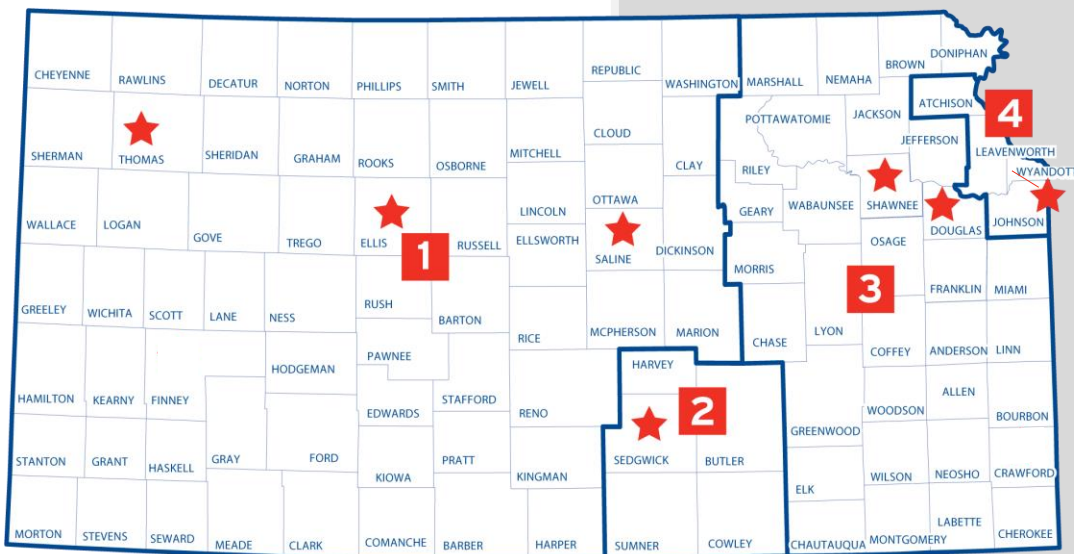 CHEYENNE
RAWLINS
DECATUR
NORTON
PHILLIPS
SMITH
JEWELL
REPUBLIC
WASHINGTON
MARSHALL
NEMAHA
BROWN
DONIPHAN
ATCHISON
4
SHERMAN
THOMAS
SHERIDAN
GRAHAM
ROOKS
OSBORNE
MITCHELL
CLOUD
CLAY
POTTAWATOMIE
JACKSON
JEFFERSON
LEAVENWORTH
WYANDOTT
RILEY
WALLACE
LOGAN
GOVE
TREGO
ELLIS
1
RUSSELL
LINCOLN
ELLSWORTH
OTTAWA
SALINE
DICKINSON
GEARY
WABAUNSEE
SHAWNEE
DOUGLAS
JOHNSON
OSAGE
MORRIS
3
GREELEY
WICHITA
SCOTT
LANE
NESS
RUSH
BARTON
RICE
MCPHERSON
MARION
CHASE
LYON
FRANKLIN
MIAMI
PAWNEE
HODGEMAN
COFFEY
ANDERSON
LINN
HAMILTON
KEARNY
FINNEY
EDWARDS
STAFFORD
RENO
HARVEY
2
GREENWOOD
WOODSON
ALLEN
BOURBON
STANTON
GRANT
HASKELL
GRAY
FORD
KIOWA
PRATT
KINGMAN
SEDGWICK
BUTLER
ELK
WILSON
NEOSHO
CRAWFORD
MORTON
STEVENS
SEWARD
MEADE
CLARK
COMANCHE
BARBER
HARPER
SUMNER
COWLEY
CHAUTAUQUA
MONTGOMERY
LABETTE
CHEROKEE